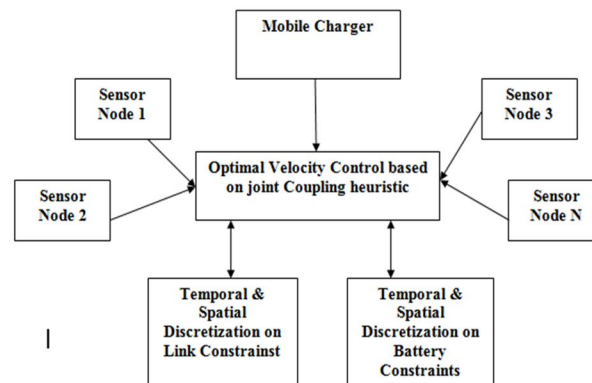 Mobile Charger
Sensor
Node 1
Sensor
Node 3
Optimal Velocity Control based
on joint Coupling heuristic
Sensor
Node 2
Sensor
Node N
Temporal &
Spatial
Discretization on
Link Constrainst
Temporal &
Spatial
Discretization on
Battery
Constraints